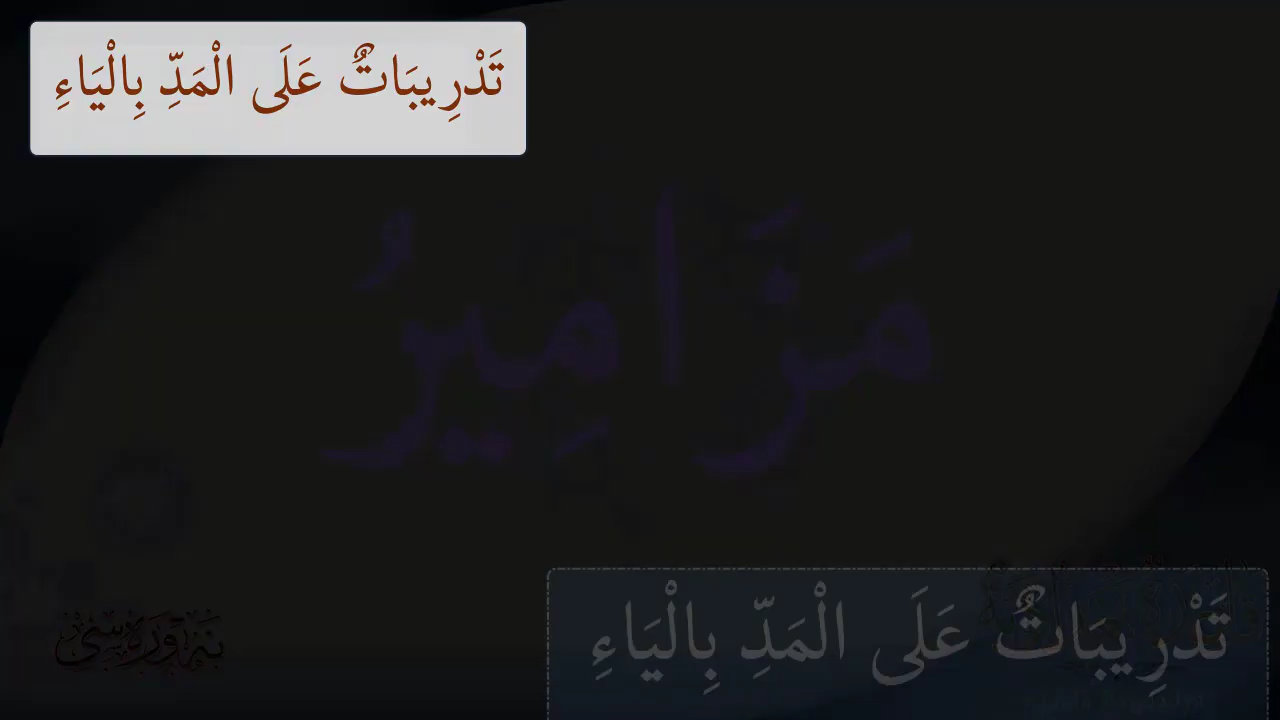 تَدْرِيبَاتٌ عَلَى الْمَدِّ بِالْيَاءِ
مَزَامِيرُ
تَدْرِيبَاتٌ عَلَى الْمَدِّ بِالْيَاءِ